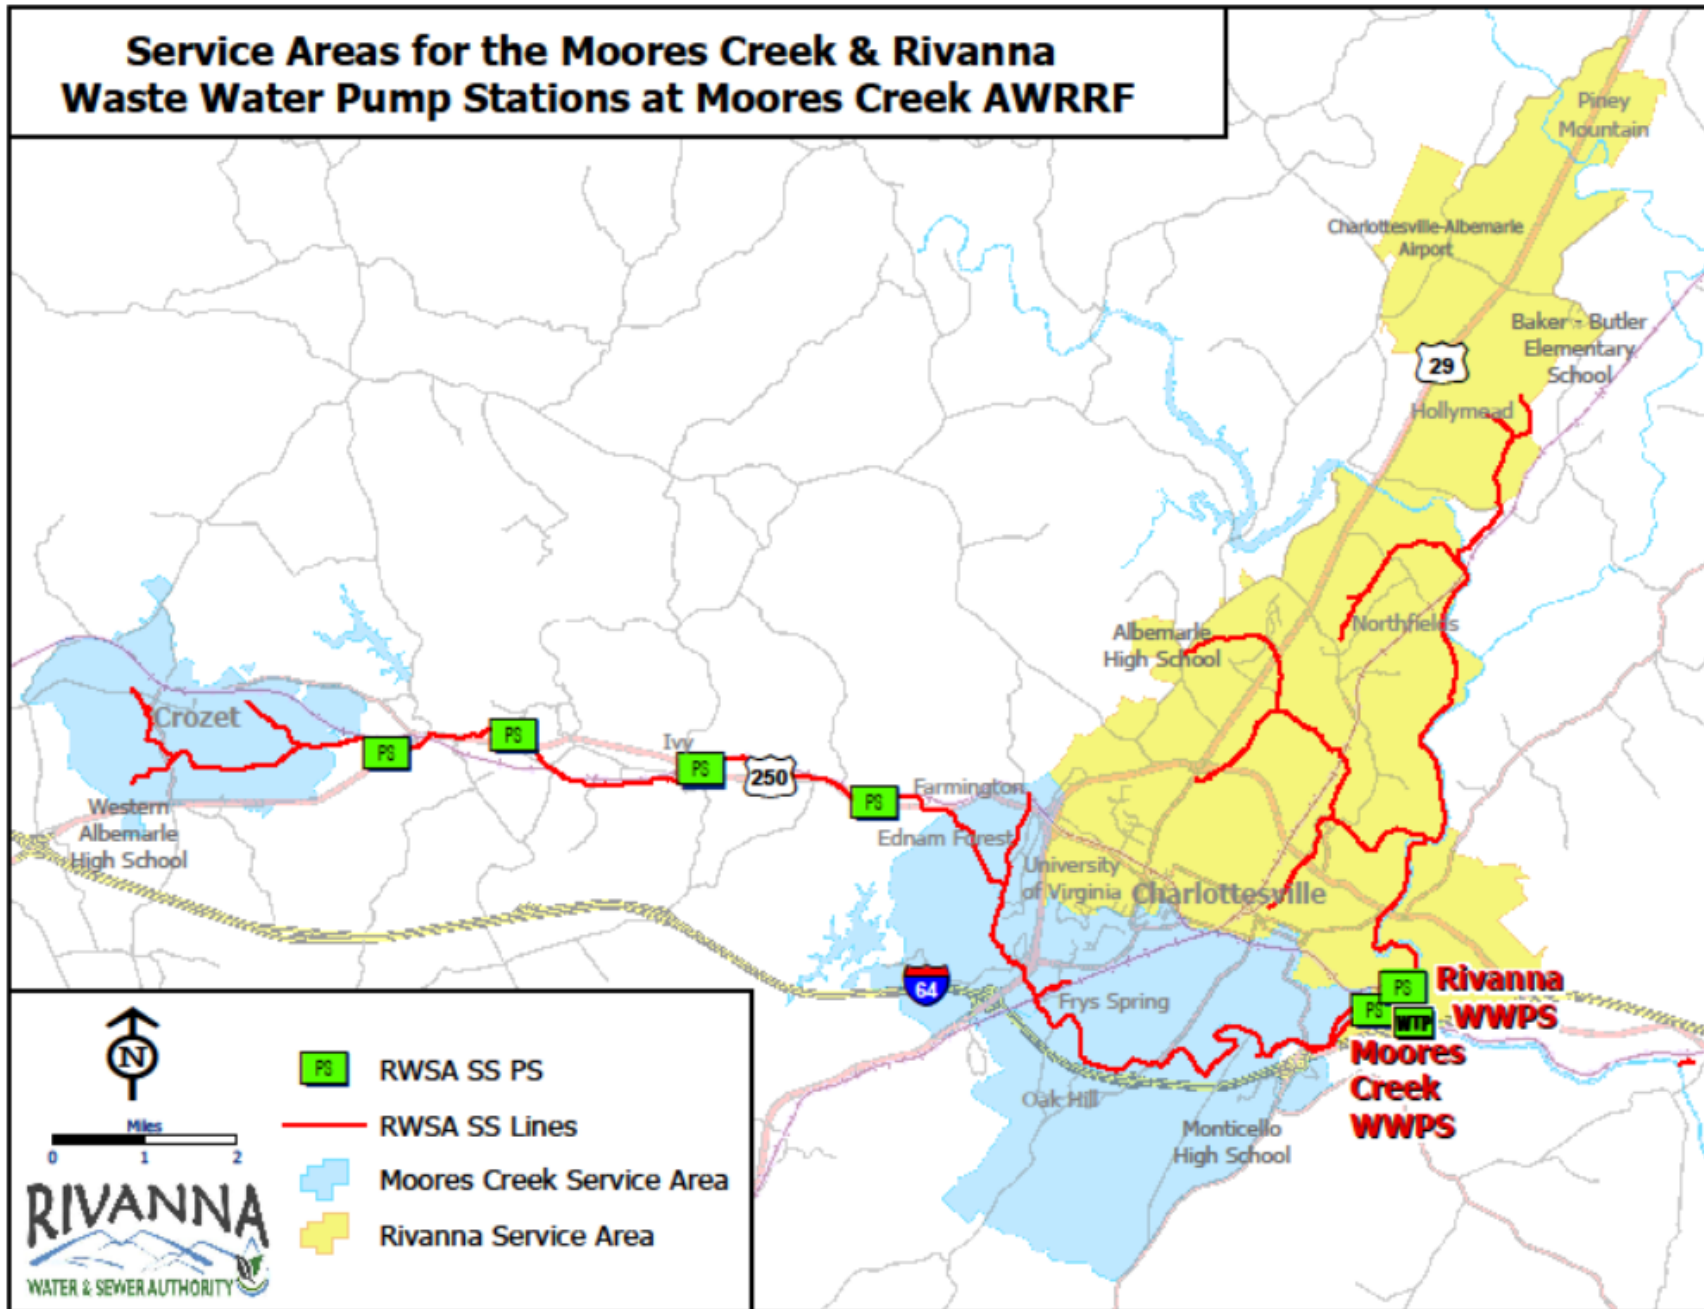 Service Areas for the Moores Creek & Rivanna
Waste Water Pump Stations at Moores Creek AWRRF
Piney
Mountain
Charlottesville-Albemarle
Airport
Baker - Butler
Elementary
School
29
Hollymead
Northfields
Albemarle
High School
Crozet
PS
PS
Ivy
PS
250
PS
Farmington
Ednam Forest
Western
Albemarle
High School
University
of Virginia
Charlottesville
64
Frys Spring
PS
PS
WTP
Rivanna
WWPS
Moores
Creek
WWPS
Oak Hill
Monticello
High School
N
Miles
0 1 2
PS RWSA SS PS
RWSA SS Lines
Moores Creek Service Area
Rivanna Service Area
RIVANNA
WATER & SEWER AUTHORITY